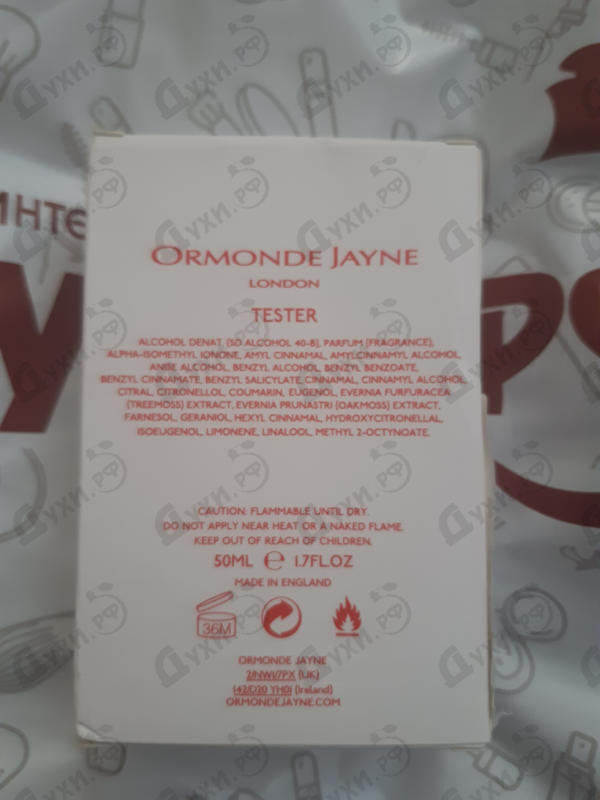 ORMONDE JAYNE
LONDON
TESTER
ALCOHOL DENAT. (SD ALCOHOL 40-B), PARFUM (FRAGRANCE),
ALPHA-ISOMETHYL IONONE, AMYL CINNAMAL, AMYLCINNAMYL ALCOHOL,
ANISE ALCOHOL, BENZYL ALCOHOL, BENZYL BENZOATE,
BENZYL CINNAMATE, BENZYL SALICYLATE, CINNAMAL, CINNAMYL ALCOHOL,
CITRAL, CITRONELLOL, COUMARIN, EUGENOL, EVERNIA FURFURACEA
(TREEMOSS) EXTRACT, EVERNIA PRUNASTRI (OAKMOSS) EXTRACT,
FARNESOL, GERANIOL, HEXYL CINNAMAL, HYDROXYCITRONELLAL,
ISOEUGENOL, LIMONENE, LINALOOL, METHYL 2-OCTYNOATE.
CAUTION: FLAMMABLE UNTIL DRY.
DO NOT APPLY NEAR HEAT OR A NAKED FLAME.
KEEP OUT OF REACH OF CHILDREN.
50ML e 1.7FL.OZ
MADE IN ENGLAND
36M
ORMONDE JAYNE
(UK)
(Ireland)
ORMONDEJAYNE.COM
ИНТЕ
Духи.РФ